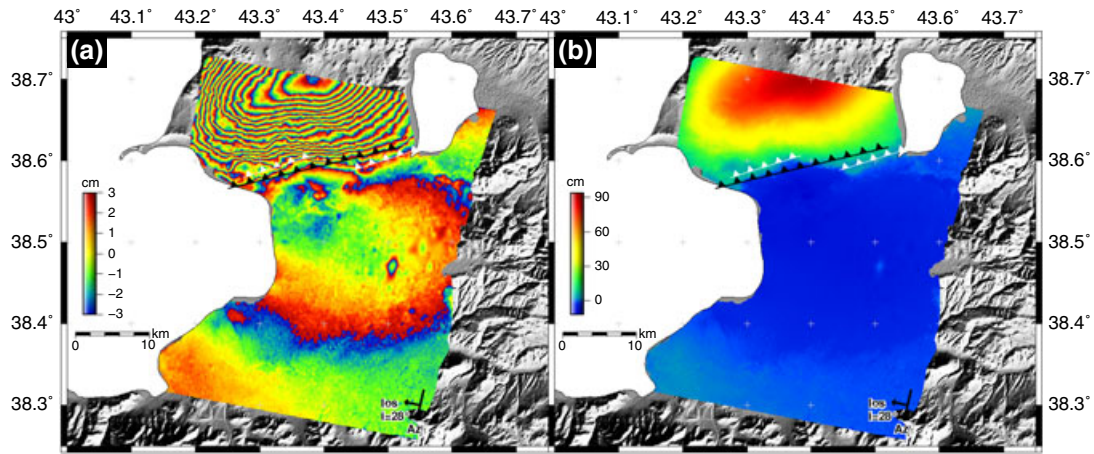 43˚ 43.1˚ 43.2˚ 43.3˚ 43.4˚ 43.5˚ 43.6˚ 43.7˚ 43˚ 43.1˚ 43.2˚ 43.3˚ 43.4˚ 43.5˚ 43.6˚ 43.7˚
(a) (b)
38.7˚ 38.7˚
38.6˚ 38.6˚
cm
3
2
1
0
−1
−2
−3
cm
90
60
30
0
38.5˚ 38.5˚
38.4˚ 38.4˚
0 10 km
0 10 km
38.3˚ 38.3˚
los
i=28
Az
los
i=28
Az